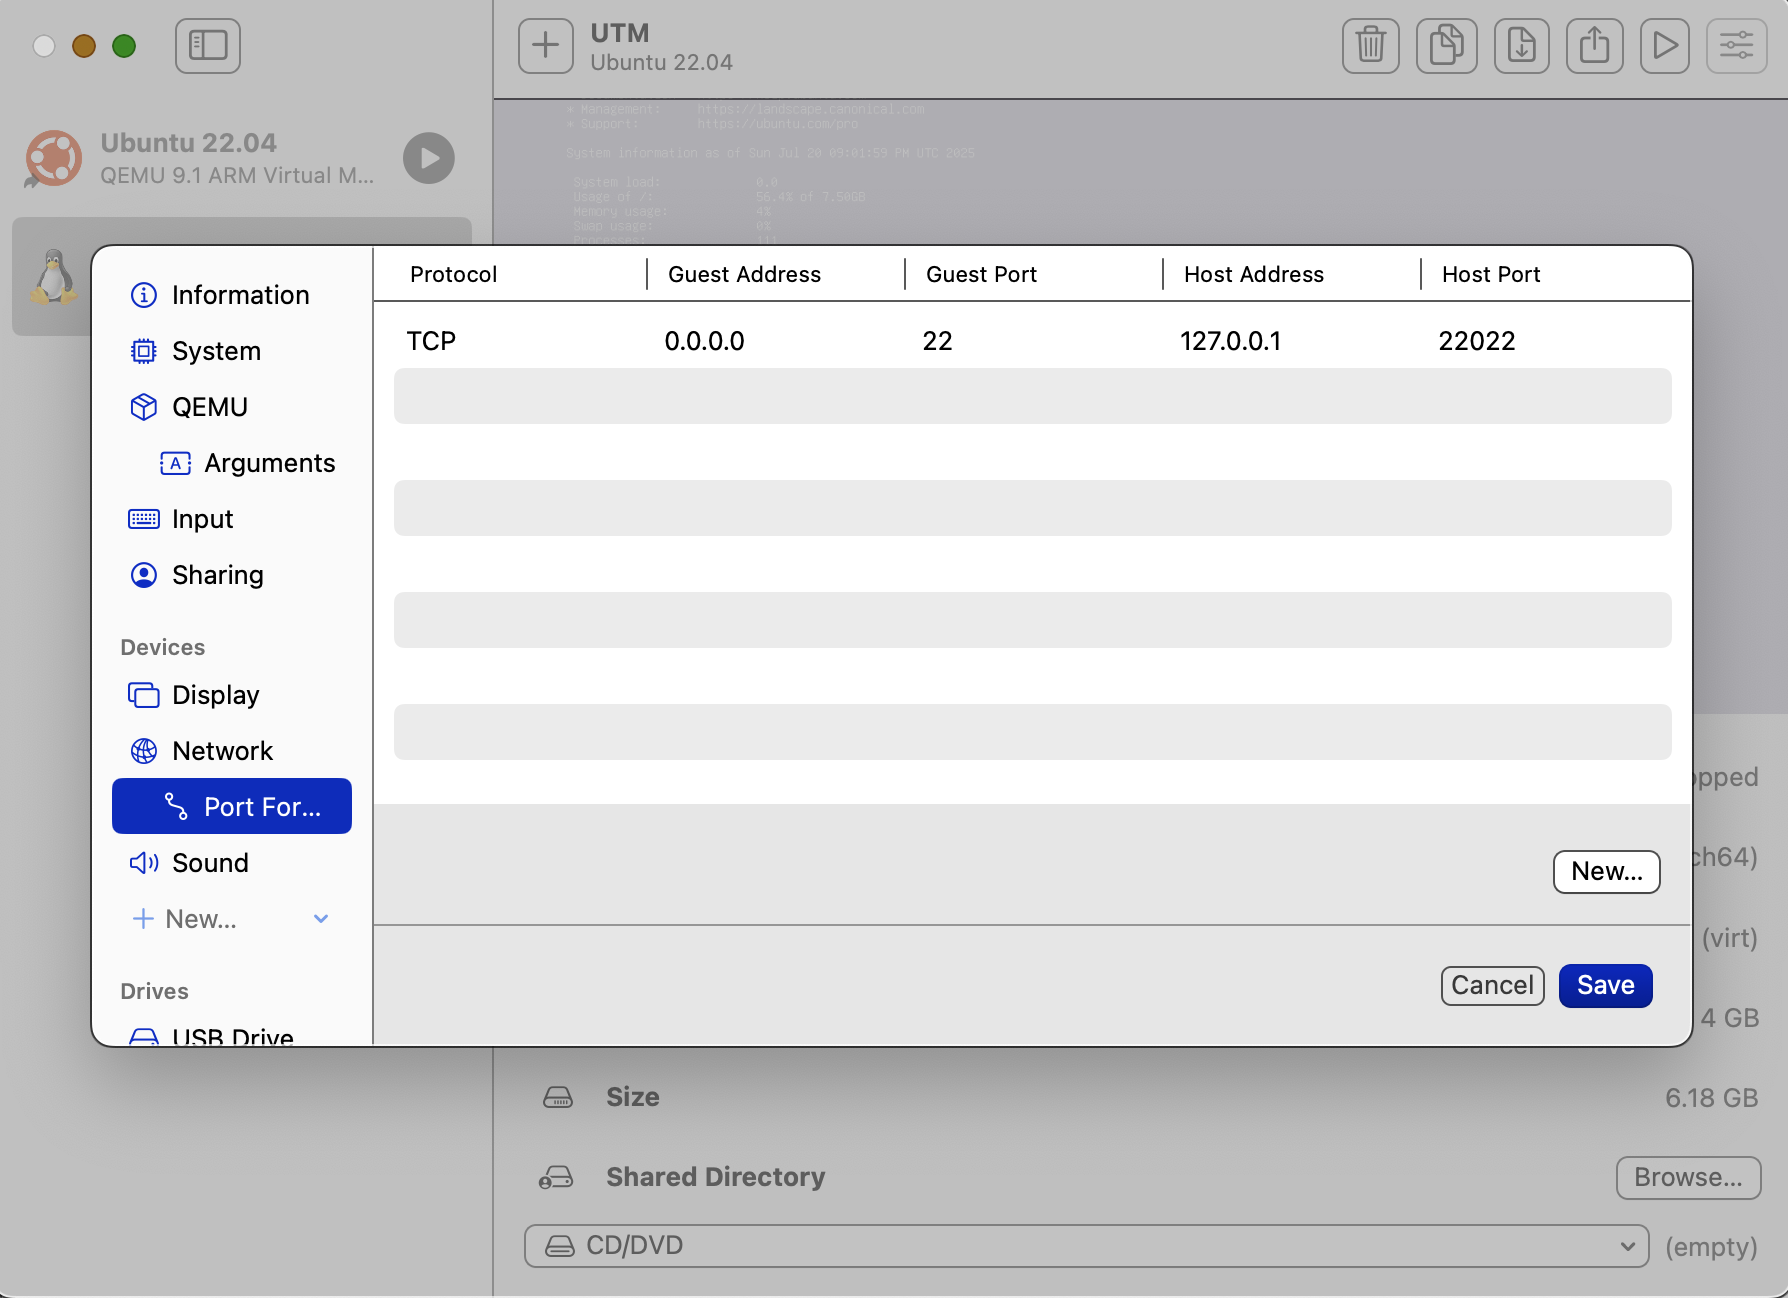 UTM
Ubuntu 22.04
Ubuntu 22.04
QEMU 9.1 ARM Virtual M...
* Management: https://landscape.canonical.com
* Support: https://ubuntu.com/pro
System information as of Sun Jul 20 09:01:59 PM UTC 2025
System load: 0.0
Usage of /: 56.4% of 7.50GB
Memory usage: 4%
Swap usage: 0%
Processes: 111
Information
System
QEMU
Arguments
Input
Sharing
Devices
Display
Network
Port For...
Sound
New...
Drives
USB Drive
Protocol Guest Address Guest Port Host Address Host Port
TCP 0.0.0.0 22 127.0.0.1 22022
New...
Cancel Save
opped
ch64)
(virt)
4 GB
Size 6.18 GB
Shared Directory Browse...
CD/DVD (empty)